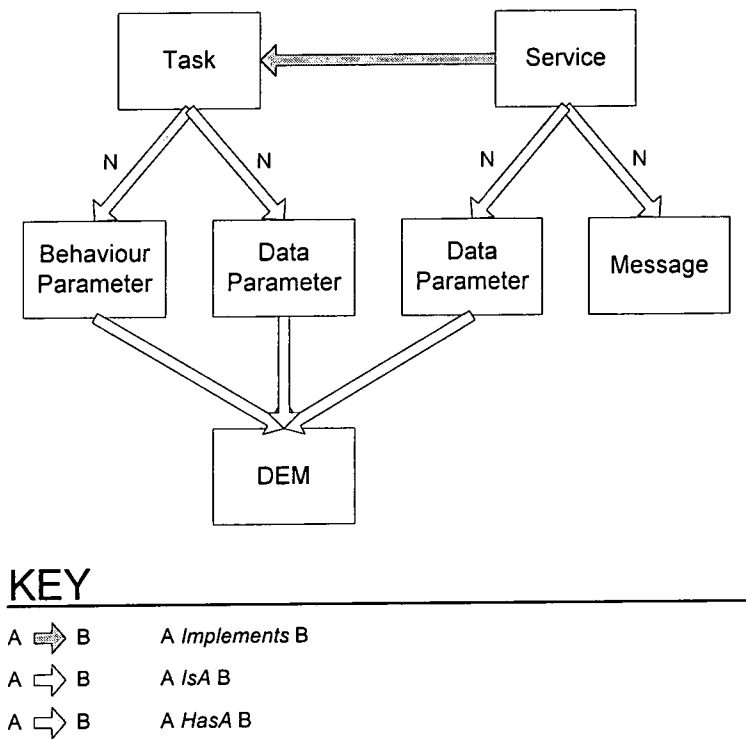 Task
Service
N
N
N
N
Behaviour
Parameter
Data
Parameter
Data
Parameter
Message
DEM
KEY
A B A Implements B
A B A IsA B
A B A HasA B